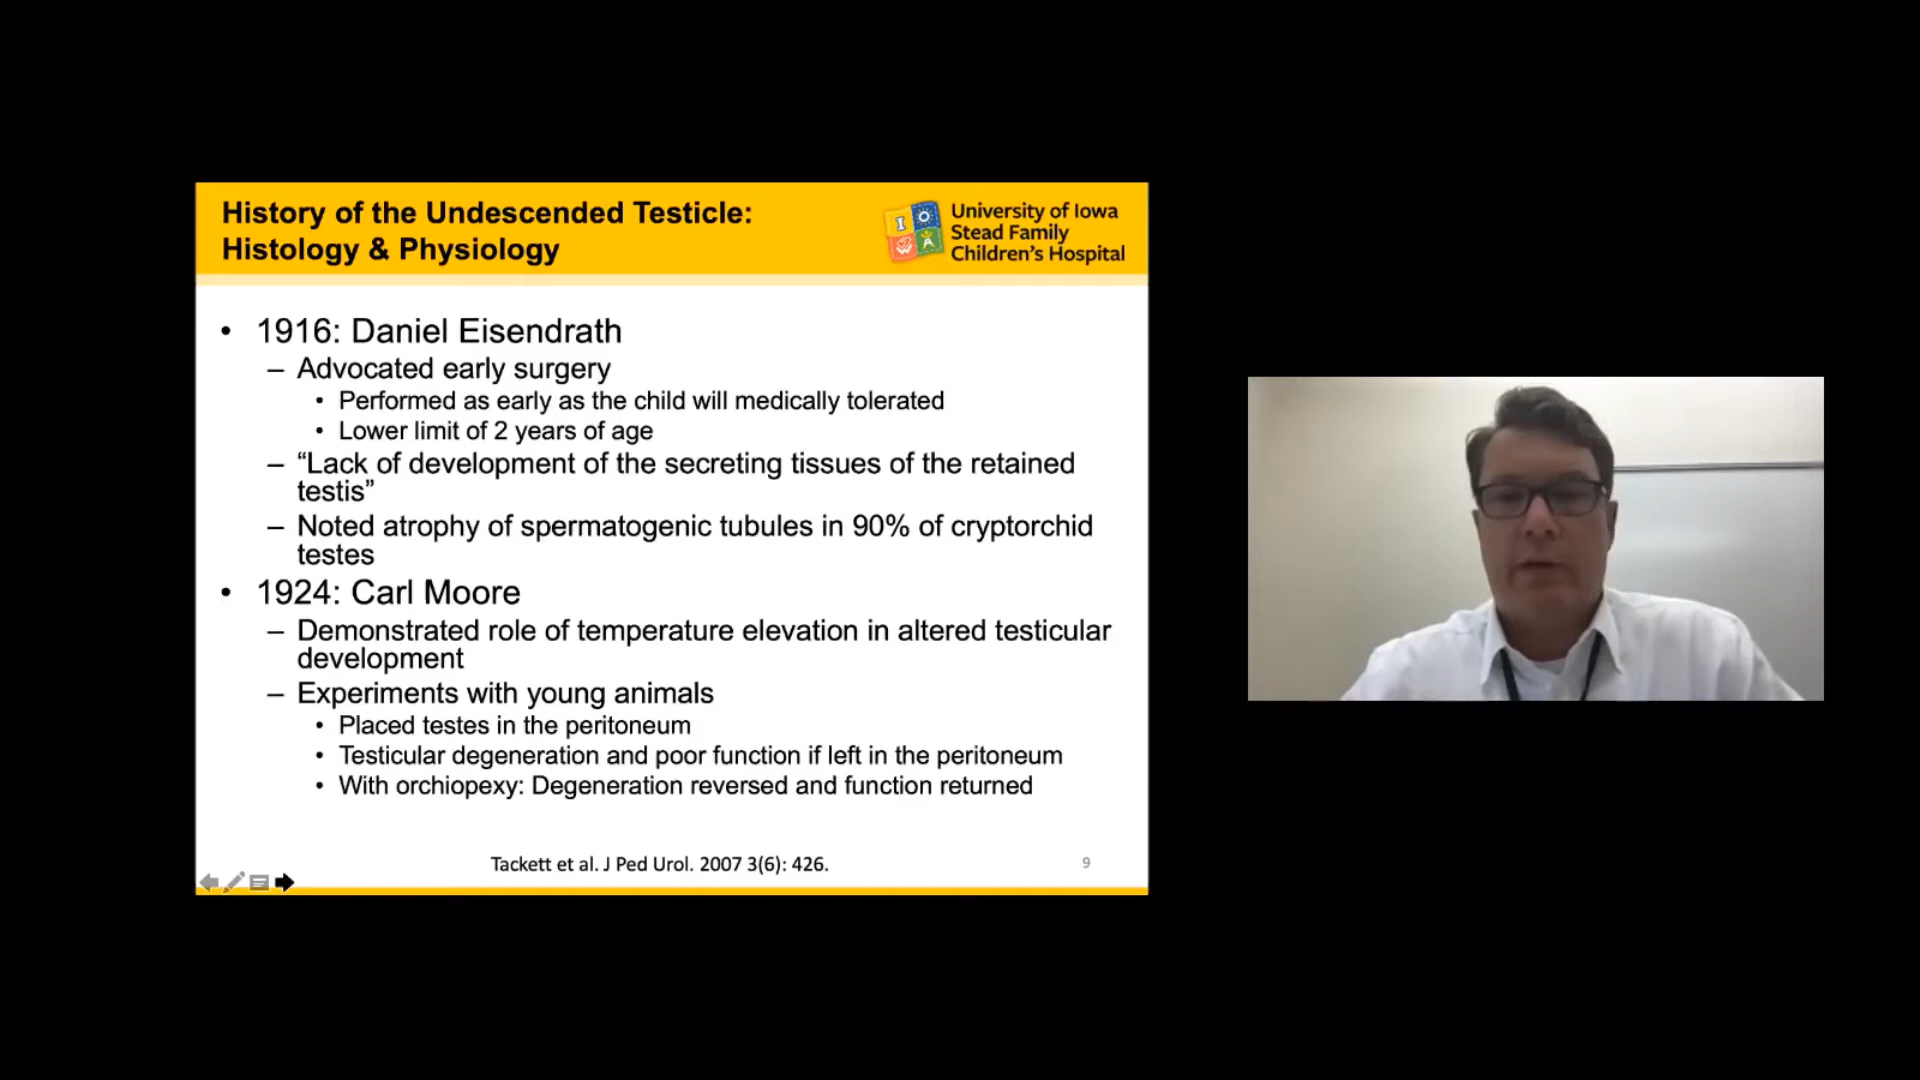 History of the Undescended Testicle:
Histology & Physiology
I
A
University of Iowa
Stead Family
Children's Hospital
• 1916: Daniel Eisendrath
– Advocated early surgery
• Performed as early as the child will medically tolerated
• Lower limit of 2 years of age
– “Lack of development of the secreting tissues of the retained
testis”
– Noted atrophy of spermatogenic tubules in 90% of cryptorchid
testes
• 1924: Carl Moore
– Demonstrated role of temperature elevation in altered testicular
development
– Experiments with young animals
• Placed testes in the peritoneum
• Testicular degeneration and poor function if left in the peritoneum
• With orchiopexy: Degeneration reversed and function returned
Tackett et al. J Ped Urol. 2007 3(6): 426.
9